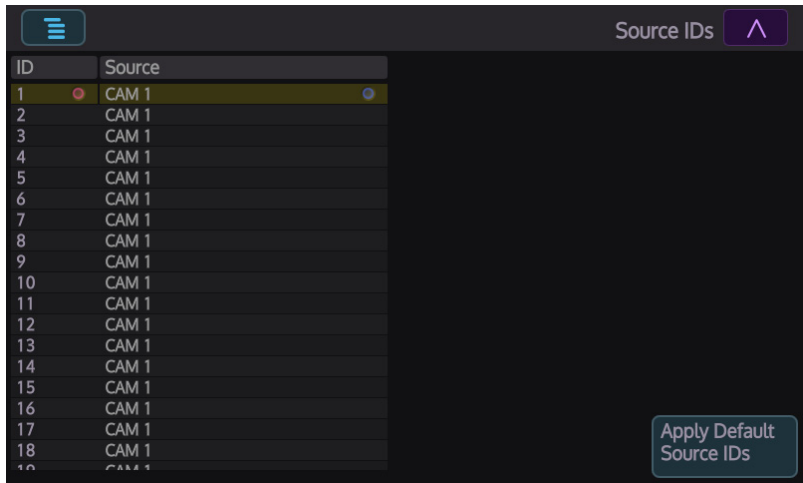 Source IDs
ID Source
1 CAM 1
2 CAM 1
3 CAM 1
4 CAM 1
5 CAM 1
6 CAM 1
7 CAM 1
8 CAM 1
9 CAM 1
10 CAM 1
11 CAM 1
12 CAM 1
13 CAM 1
14 CAM 1
15 CAM 1
16 CAM 1
17 CAM 1
18 CAM 1
19 CAM 1
Apply Default
Source IDs